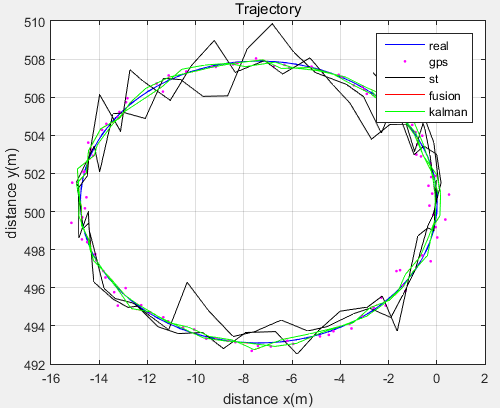 Trajectory
510
508
506
504
502
500
498
496
494
492
distance y(m)
real
gps
st
fusion
kalman
-16
-14
-12
-10
-8
-6
-4
-2
0
2
distance x(m)